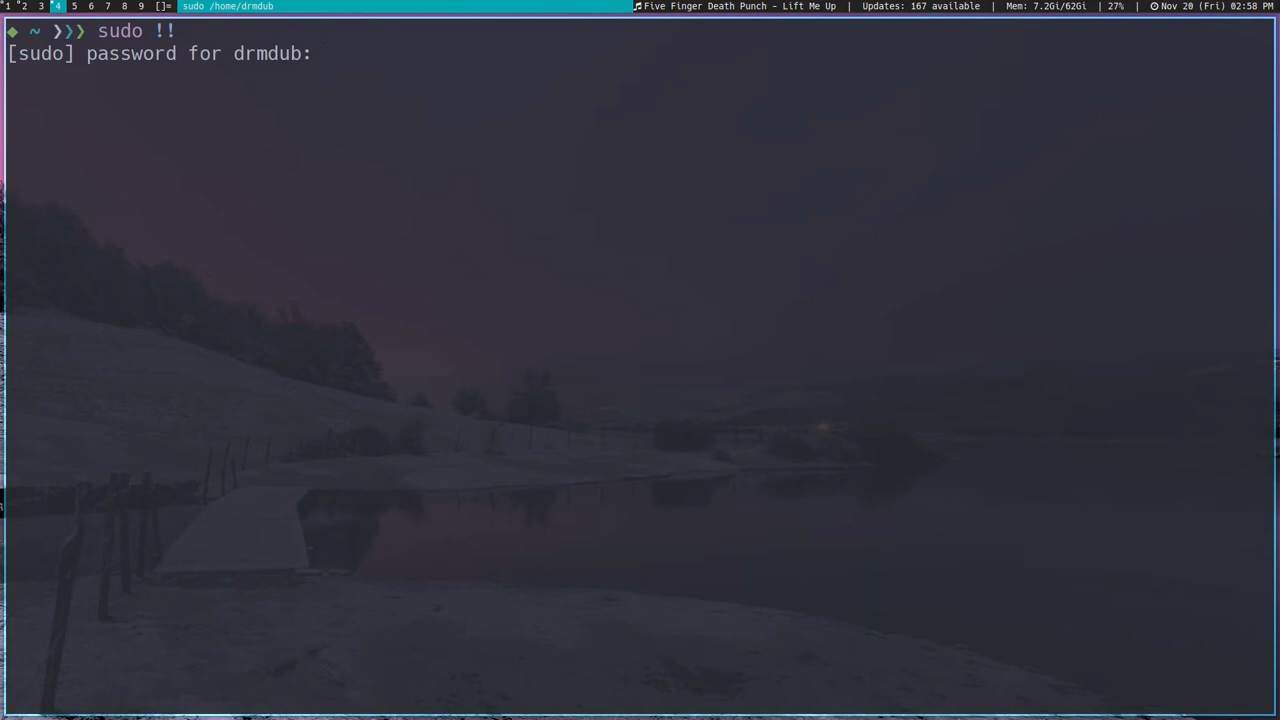 1 2 3 4 5 6 7 8 9 []= sudo /home/drmdub Five Finger Death Punch - Lift Me Up | Updates: 167 available | Mem: 7.2Gi/62Gi | 27% | Nov 20 (Fri) 02:58 PM
~ ❯❯❯ sudo !!
[sudo] password for drmdub: